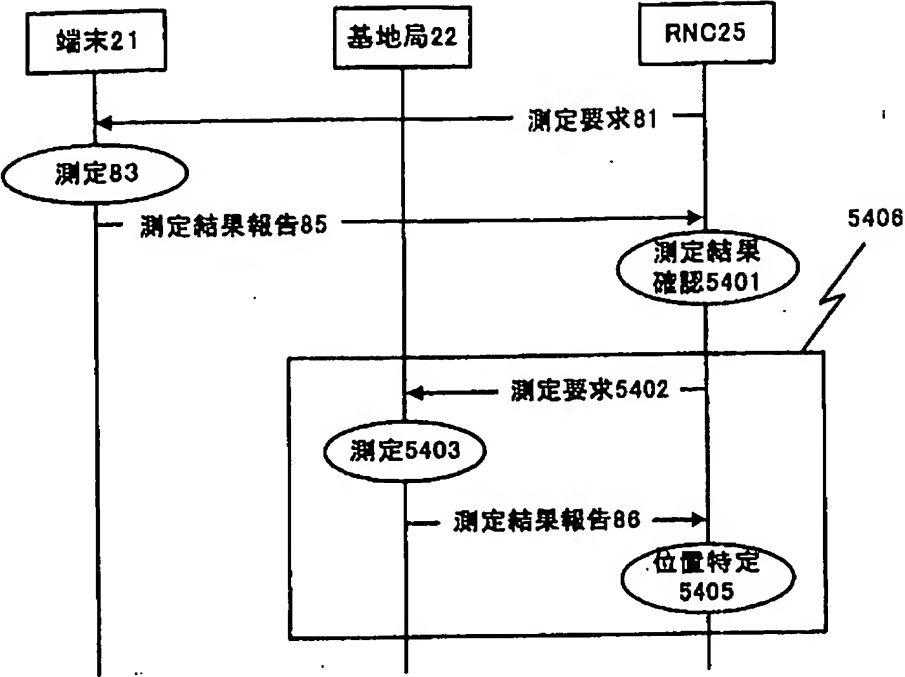 端末21
基地局22
RNC25
測定要求81
測定83
測定結果報告85
5406
測定結果
確認5401
測定要求5402
測定5403
測定結果報告86
位置特定
5405